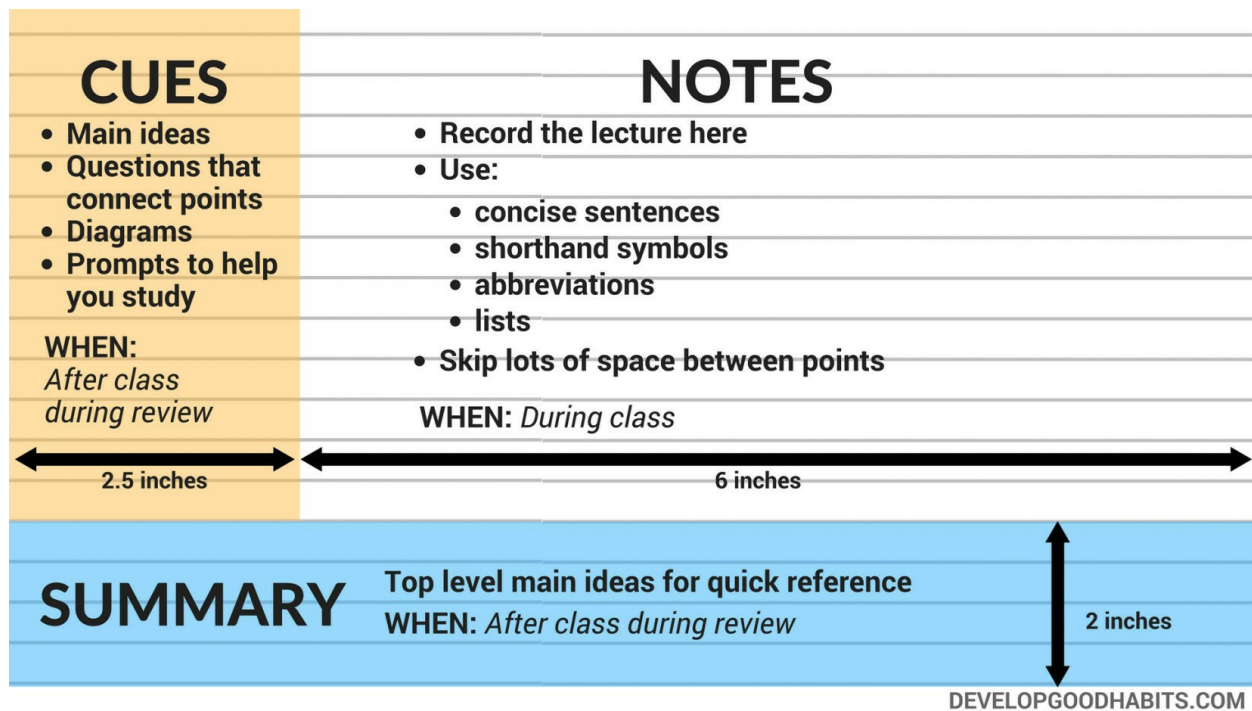 CUES
• Main ideas
• Questions that
connect points
• Diagrams
• Prompts to help
you study
WHEN:
After class
during review
2.5 inches
NOTES
• Record the lecture here
• Use:
• concise sentences
• shorthand symbols
• abbreviations
• lists
• Skip lots of space between points
WHEN: During class
6 inches
SUMMARY
Top level main ideas for quick reference
WHEN: After class during review
2 inches
DEVELOPGOODHABITS.COM